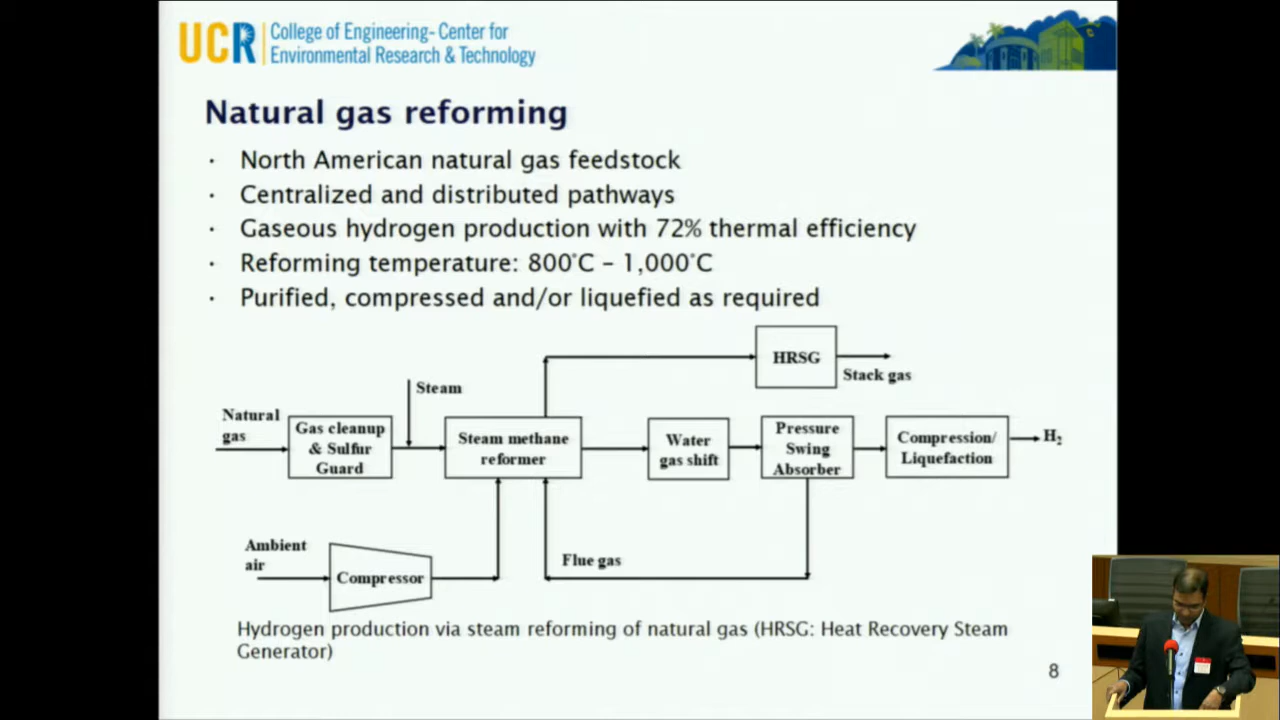 UCR College of Engineering- Center for
Environmental Research & Technology
Natural gas reforming
· North American natural gas feedstock
· Centralized and distributed pathways
· Gaseous hydrogen production with 72% thermal efficiency
· Reforming temperature: 800°C – 1,000°C
· Purified, compressed and/or liquefied as required
HRSG
Stack gas
Steam
Natural
gas
Gas cleanup
& Sulfur
Guard
Steam methane
reformer
Water
gas shift
Pressure
Swing
Absorber
Compression/
Liquefaction
H₂
Ambient
air
Compressor
Flue gas
Hydrogen production via steam reforming of natural gas (HRSG: Heat Recovery Steam
Generator)
8